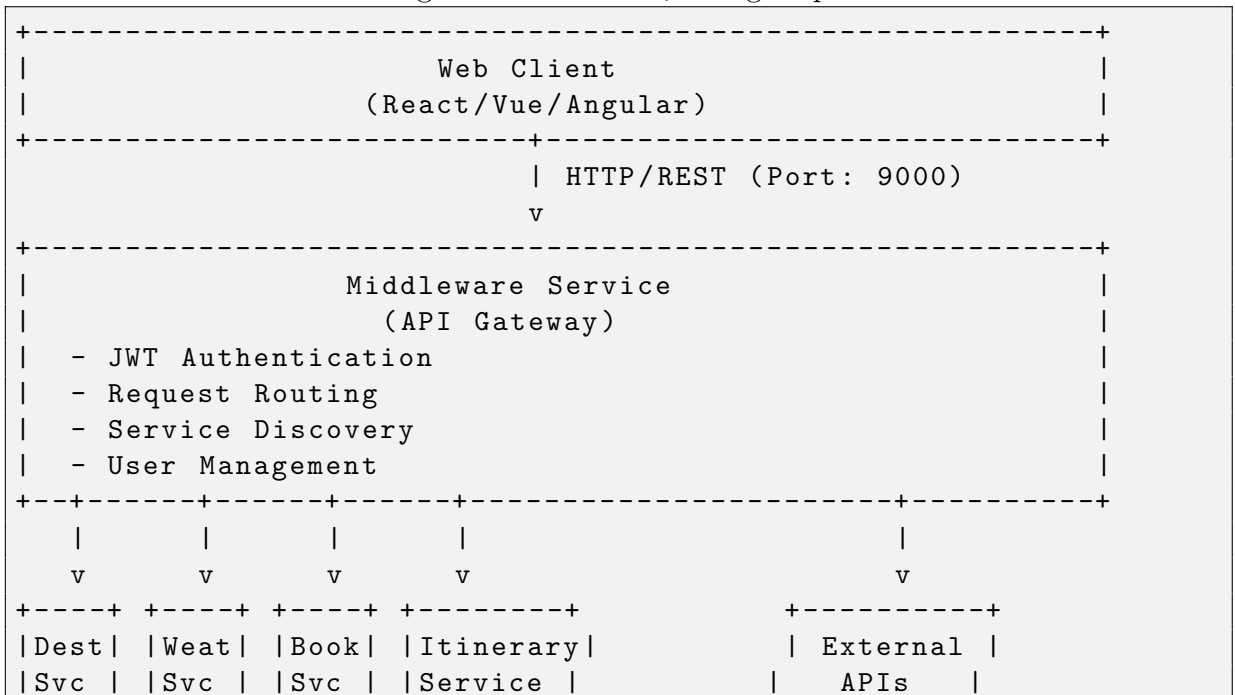 +----------------------------------------------------------+
|                      Web Client                          |
|                  (React/Vue/Angular)                     |
+---------------------------+------------------------------+
                            | HTTP/REST (Port: 9000)
                            v
+----------------------------------------------------------+
|                 Middleware Service                       |
|                   (API Gateway)                          |
|  - JWT Authentication                                    |
|  - Request Routing                                       |
|  - Service Discovery                                     |
|  - User Management                                       |
+--+------+------+------+-----------------------+----------+
   |      |      |      |                       |
   v      v      v      v                       v
+----+ +----+ +----+ +--------+           +----------+
|Dest| |Weat| |Book| |Itinerary|          | External |
|Svc | |Svc | |Svc | |Service |          |   APIs   |